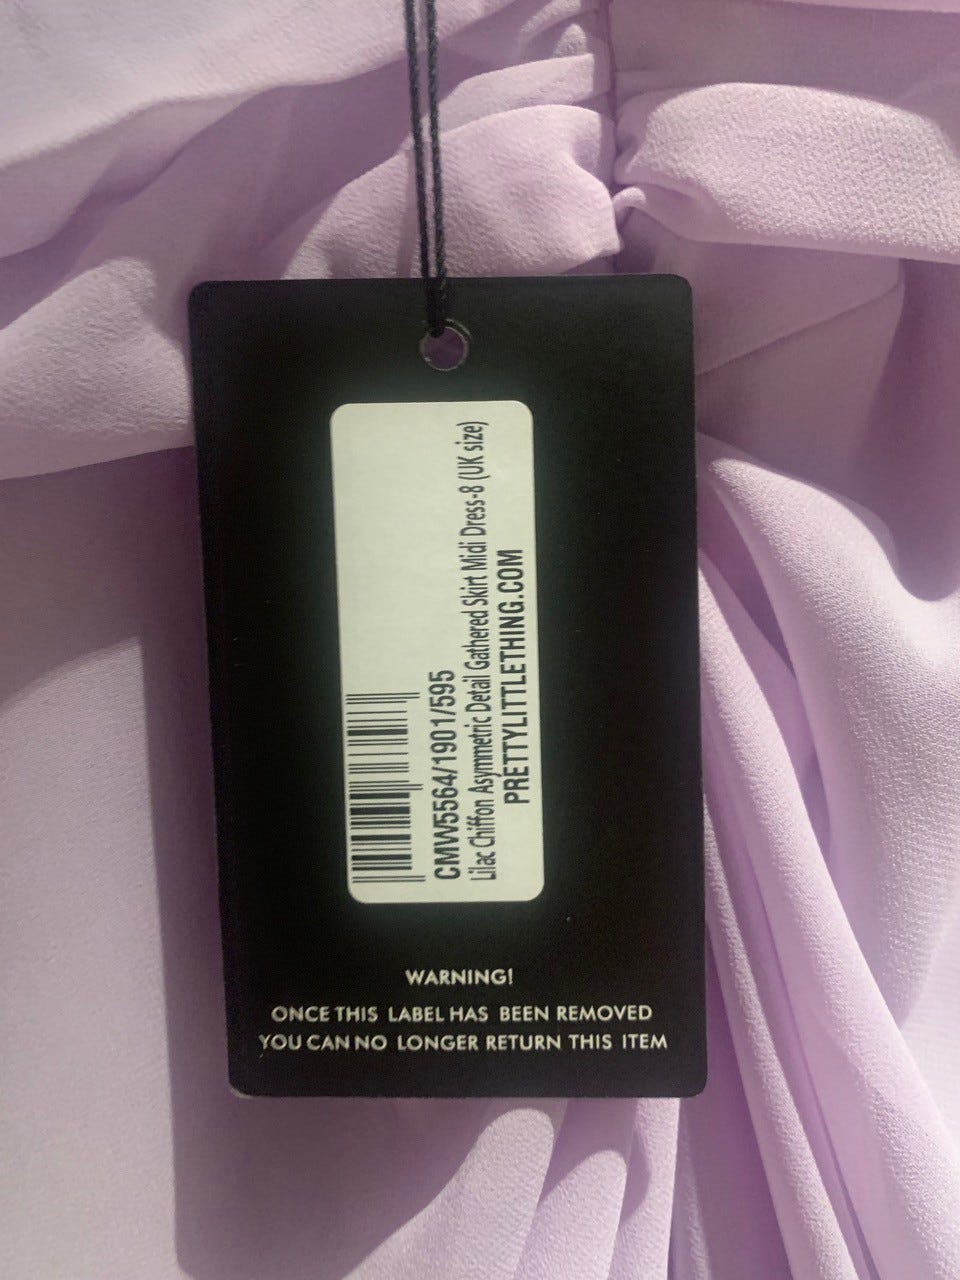 CMW5564/1901/595
Lilac Chiffon Asymmetric Detail Gathered Skirt Midi Dress-8 (UK size)
PRETTYLITTLETHING.COM
WARNING!
ONCE THIS LABEL HAS BEEN REMOVED
YOU CAN NO LONGER RETURN THIS ITEM